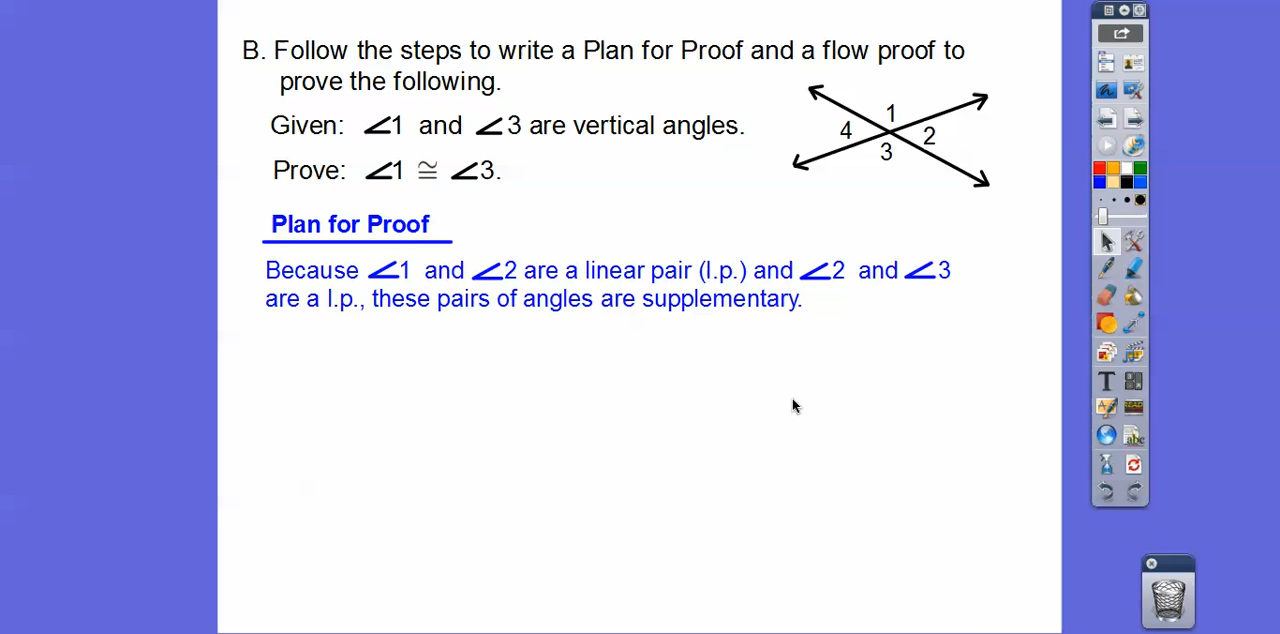 B. Follow the steps to write a Plan for Proof and a flow proof to
prove the following.
Given: ∠1 and ∠3 are vertical angles.
Prove: ∠1 ≅ ∠3.
1
4
2
3
Plan for Proof
Because ∠1 and ∠2 are a linear pair (l.p.) and ∠2 and ∠3
are a l.p., these pairs of angles are supplementary.